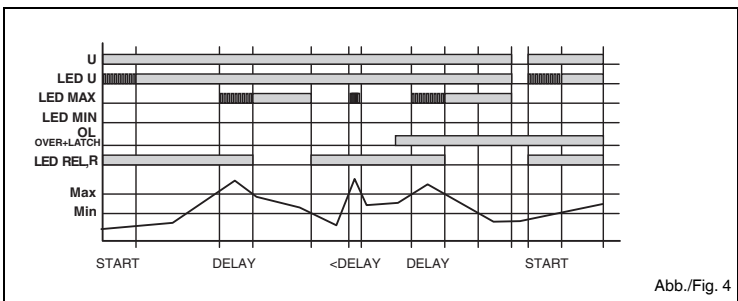 U
LED U
LED MAX
LED MIN
OL
OVER+LATCH
LED REL,R
Max
Min
START DELAY <DELAY DELAY START
Abb./Fig. 4